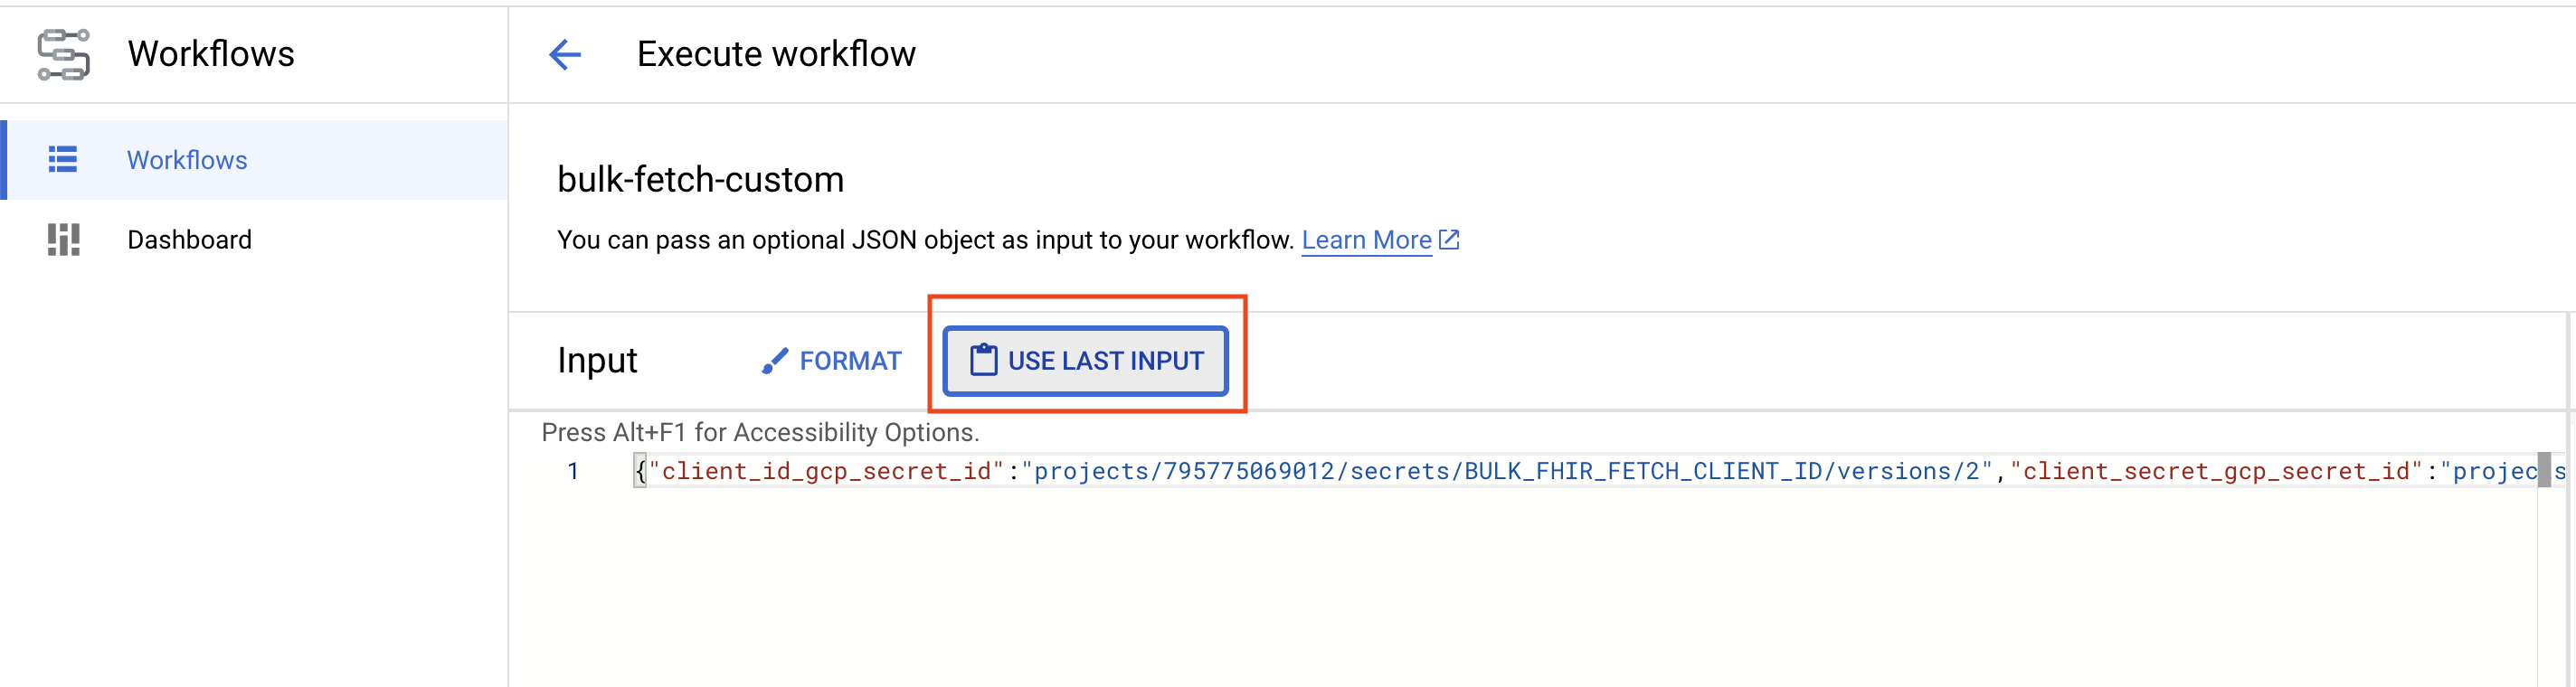 Workflows
Execute workflow
Workflows
Dashboard
bulk-fetch-custom
You can pass an optional JSON object as input to your workflow. Learn More
Input FORMAT USE LAST INPUT
Press Alt+F1 for Accessibility Options.
1 {"client_id_gcp_secret_id":"projects/795775069012/secrets/BULK_FHIR_FETCH_CLIENT_ID/versions/2","client_secret_gcp_secret_id":"projects